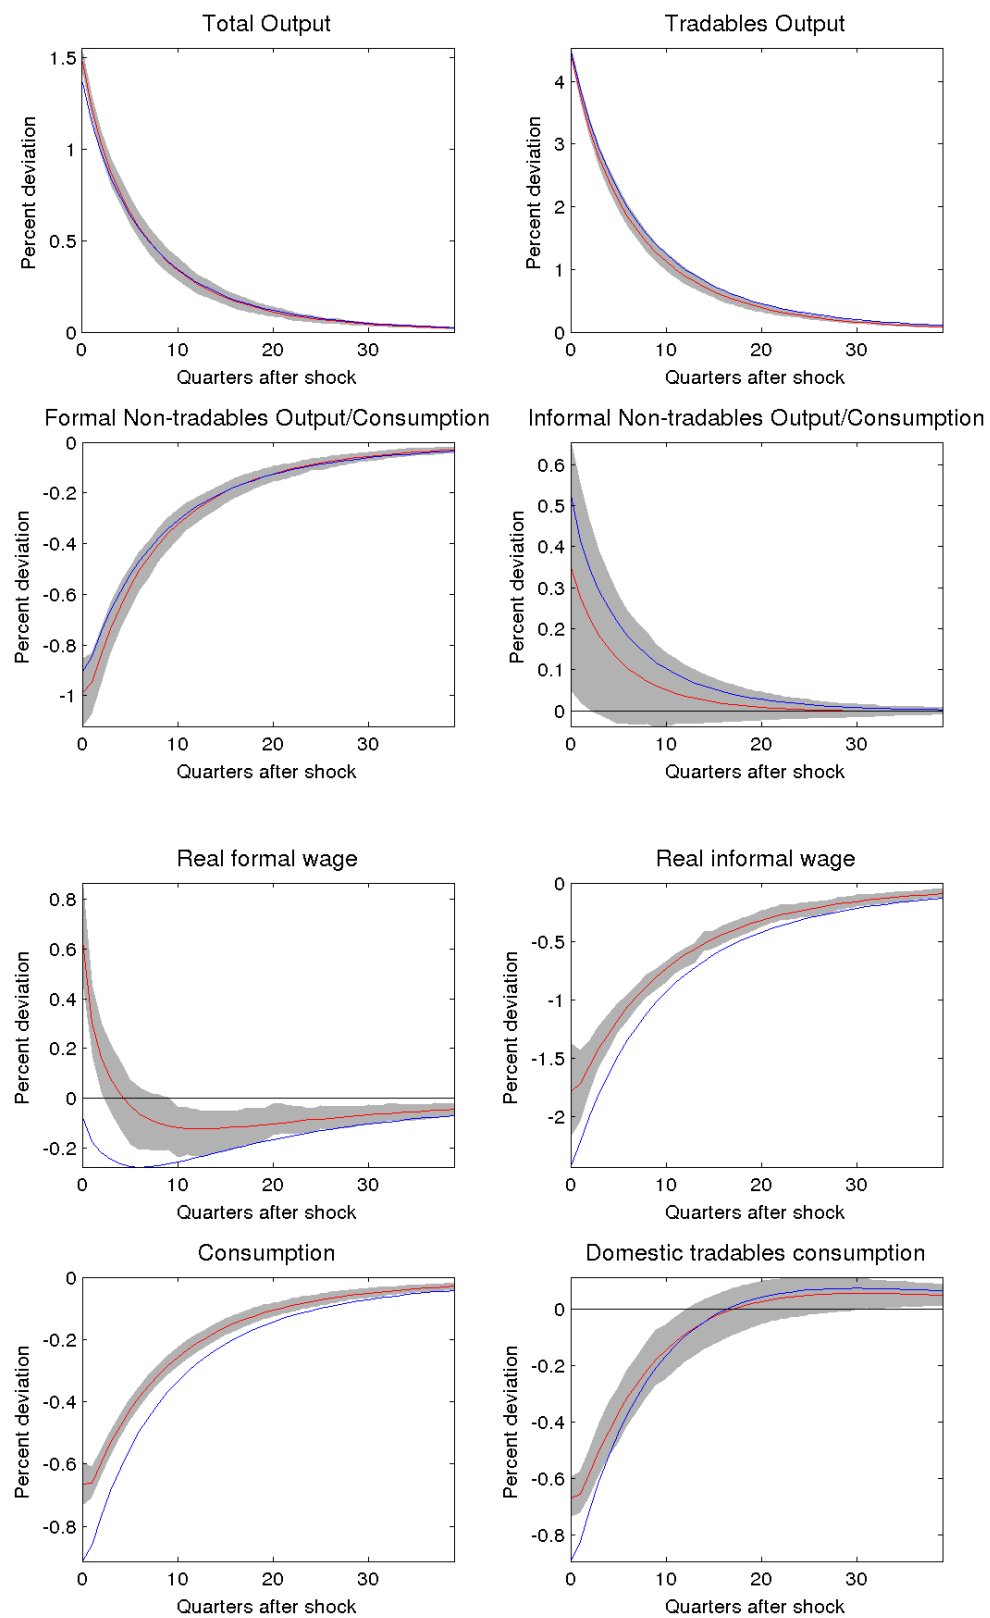 Total Output
Percent deviation
1.5
1
0.5
0
0 10 20 30
Quarters after shock
Tradables Output
Percent deviation
4
3
2
1
0
0 10 20 30
Quarters after shock
Formal Non-tradables Output/Consumption
Percent deviation
0
-0.2
-0.4
-0.6
-0.8
-1
0 10 20 30
Quarters after shock
Informal Non-tradables Output/Consumption
Percent deviation
0.6
0.5
0.4
0.3
0.2
0.1
0
0 10 20 30
Quarters after shock
Real formal wage
Percent deviation
0.8
0.6
0.4
0.2
0
-0.2
0 10 20 30
Quarters after shock
Real informal wage
Percent deviation
0
-0.5
-1
-1.5
-2
0 10 20 30
Quarters after shock
Consumption
Percent deviation
0
-0.2
-0.4
-0.6
-0.8
0 10 20 30
Quarters after shock
Domestic tradables consumption
Percent deviation
0
-0.2
-0.4
-0.6
-0.8
0 10 20 30
Quarters after shock